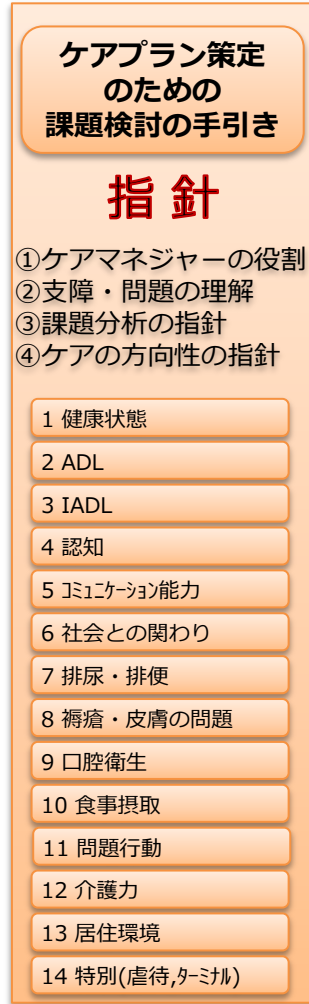 ケアプラン策定
のための
課題検討の手引き
指 針
①ケアマネジャーの役割
②支障・問題の理解
③課題分析の指針
④ケアの方向性の指針
1 健康状態
2 ADL
3 IADL
4 認知
5 ｺﾐｭﾆｹｰｼｮﾝ能力
6 社会との関わり
7 排尿・排便
8 褥瘡・皮膚の問題
9 口腔衛生
10 食事摂取
11 問題行動
12 介護力
13 居住環境
14 特別(虐待,ﾀｰﾐﾅﾙ)